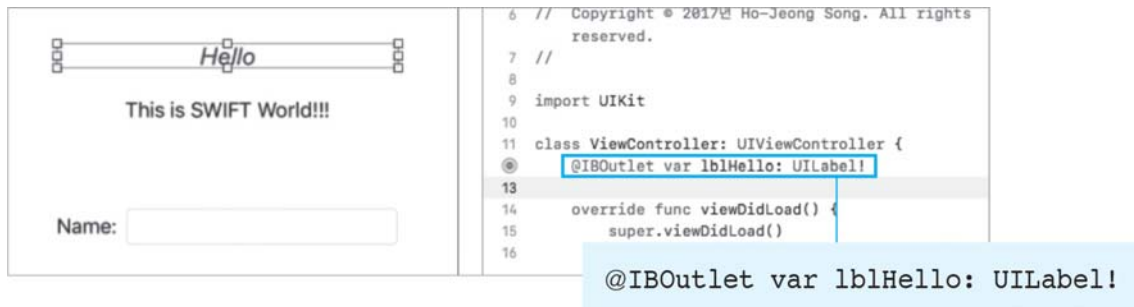 Hello
This is SWIFT World!!!
Name:
6 // Copyright © 2017년 Ho-Jeong Song. All rights
reserved.
7 //
8
9 import UIKit
10
11 class ViewController: UIViewController {
@IBOutlet var lblHello: UILabel!
13
14 override func viewDidLoad() {
15 super.viewDidLoad()
16
@IBOutlet var lblHello: UILabel!